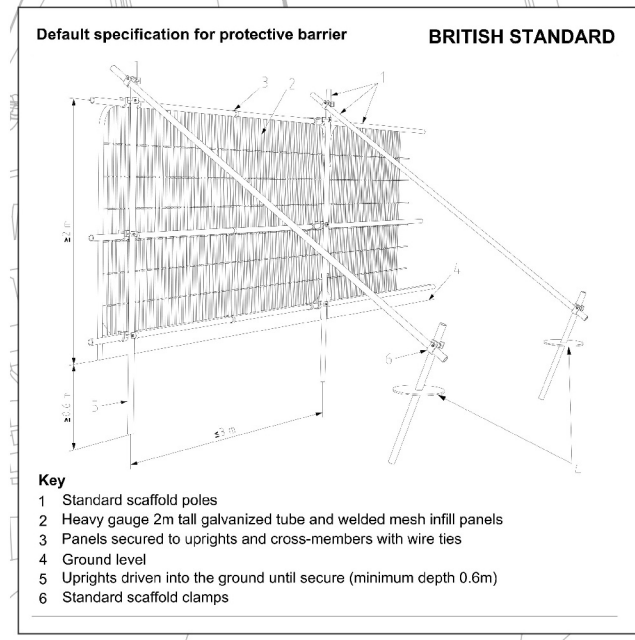 Default specification for protective barrier
BRITISH STANDARD
1
3
2
≥2 m
4
6
5
≥0.6 m
≤3 m
4
Key
1 Standard scaffold poles
2 Heavy gauge 2m tall galvanized tube and welded mesh infill panels
3 Panels secured to uprights and cross-members with wire ties
4 Ground level
5 Uprights driven into the ground until secure (minimum depth 0.6m)
6 Standard scaffold clamps